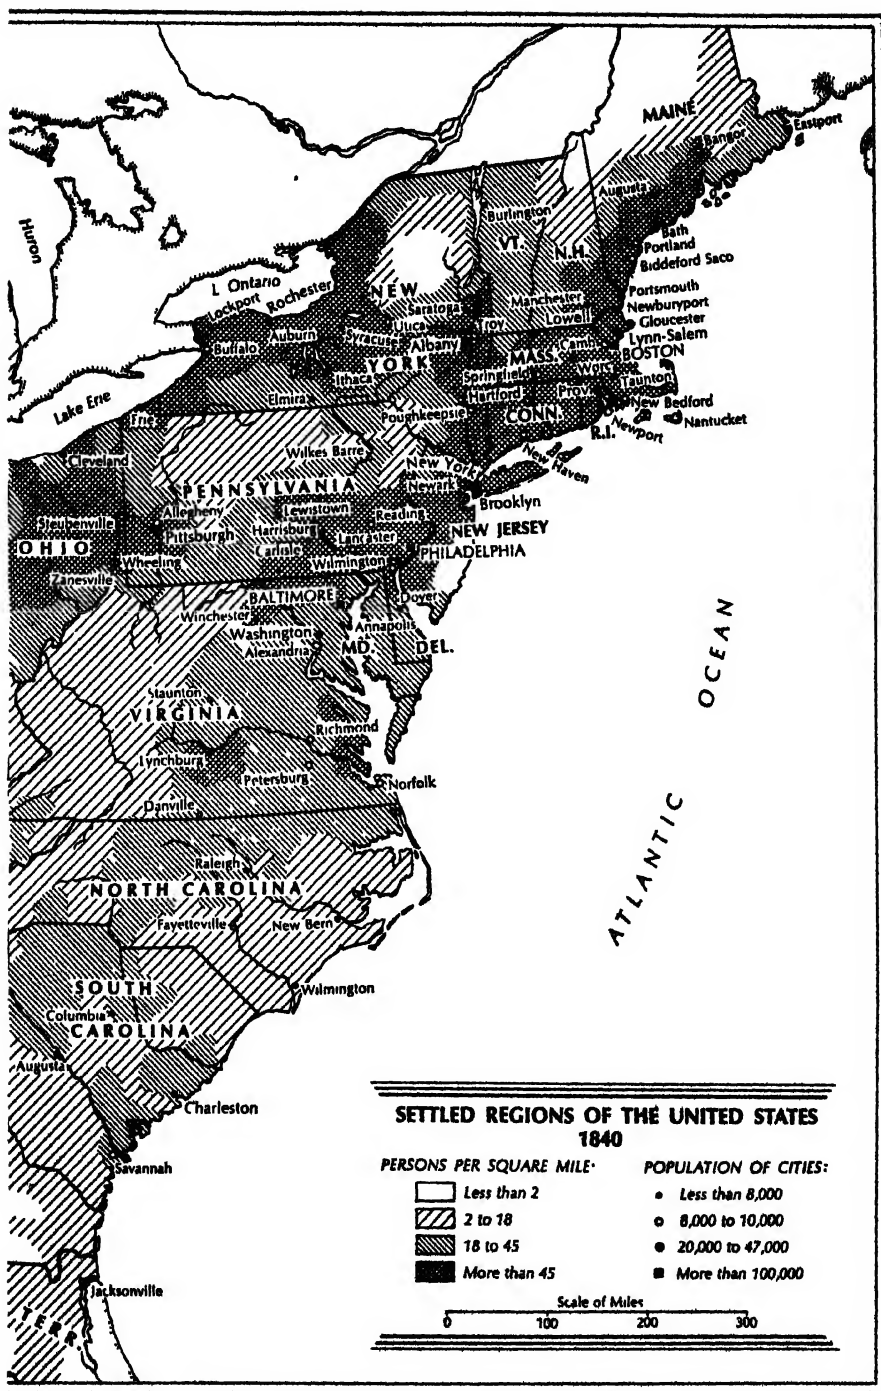 MAINE
Bangor
Eastport
Augusta
Burlington
Bath
VT.
N.H.
Portland
Biddeford Saco
Huron
L Ontario
Lockport
Rochester
NEW
Saratoga
Manchester
Portsmouth
Newburyport
Gloucester
Lynn-Salem
Utica
Troy
Lowell
Auburn
Syracuse
Albany
Camb
BOSTON
Buffalo
YORK
MASS.
Worc
Ithaca
Springfield
Taunton
Lake Erie
Elmira
Hartford
Prov
New Bedford
Erie
Poughkeepsie
CONN.
R.I.
Newport
Nantucket
Cleveland
Wilkes Barre
New York
New Haven
PENNSYLVANIA
Newark
Brooklyn
Allegheny
Lewistown
Reading
Steubenville
Pittsburgh
Harrisburg
Lancaster
NEW JERSEY
OHIO
Carlisle
PHILADELPHIA
Wheeling
Wilmington
Zanesville
BALTIMORE
Dover
Winchester
Annapolis
Washington
Alexandria
MD.
DEL.
Staunton
VIRGINIA
Richmond
Lynchburg
Petersburg
Norfolk
Danville
OCEAN
ATLANTIC
Raleigh
NORTH CAROLINA
Fayetteville
New Bern
SOUTH
Wilmington
Columbia
CAROLINA
Augusta
Charleston
Savannah
Jacksonville
TERR.
SETTLED REGIONS OF THE UNITED STATES
1840
PERSONS PER SQUARE MILE:
Less than 2
2 to 18
18 to 45
More than 45
POPULATION OF CITIES:
Less than 8,000
8,000 to 10,000
20,000 to 47,000
More than 100,000
Scale of Miles
0 100 200 300